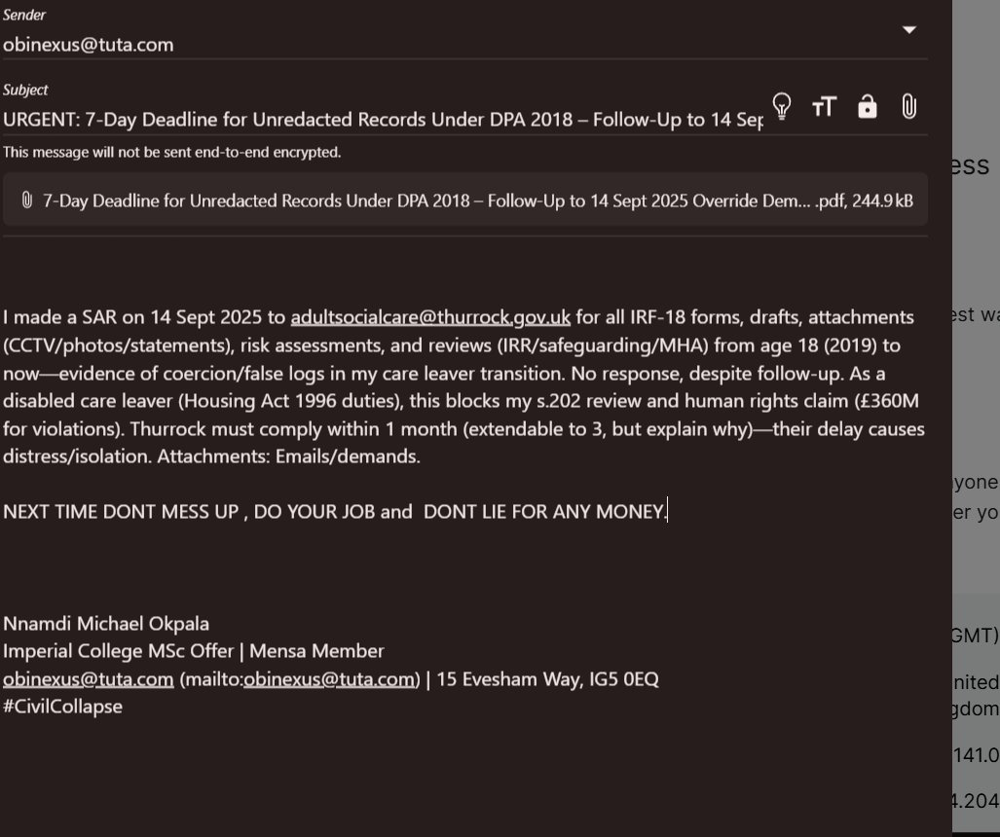 Sender
obinexus@tuta.com
Subject
URGENT: 7-Day Deadline for Unredacted Records Under DPA 2018 – Follow-Up to 14 Sep
This message will not be sent end-to-end encrypted.
7-Day Deadline for Unredacted Records Under DPA 2018 – Follow-Up to 14 Sept 2025 Override Dem... .pdf, 244.9 kB
I made a SAR on 14 Sept 2025 to adultsocialcare@thurrock.gov.uk for all IRF-18 forms, drafts, attachments
(CCTV/photos/statements), risk assessments, and reviews (IRR/safeguarding/MHA) from age 18 (2019) to
now—evidence of coercion/false logs in my care leaver transition. No response, despite follow-up. As a
disabled care leaver (Housing Act 1996 duties), this blocks my s.202 review and human rights claim (£360M
for violations). Thurrock must comply within 1 month (extendable to 3, but explain why)—their delay causes
distress/isolation. Attachments: Emails/demands.
NEXT TIME DONT MESS UP , DO YOUR JOB and  DONT LIE FOR ANY MONEY.
Nnamdi Michael Okpala
Imperial College MSc Offer | Mensa Member
obinexus@tuta.com (mailto:obinexus@tuta.com) | 15 Evesham Way, IG5 0EQ
#CivilCollapse
ess
est wa
yone
er yo
GMT)
nited
gdom
141.0
4.204